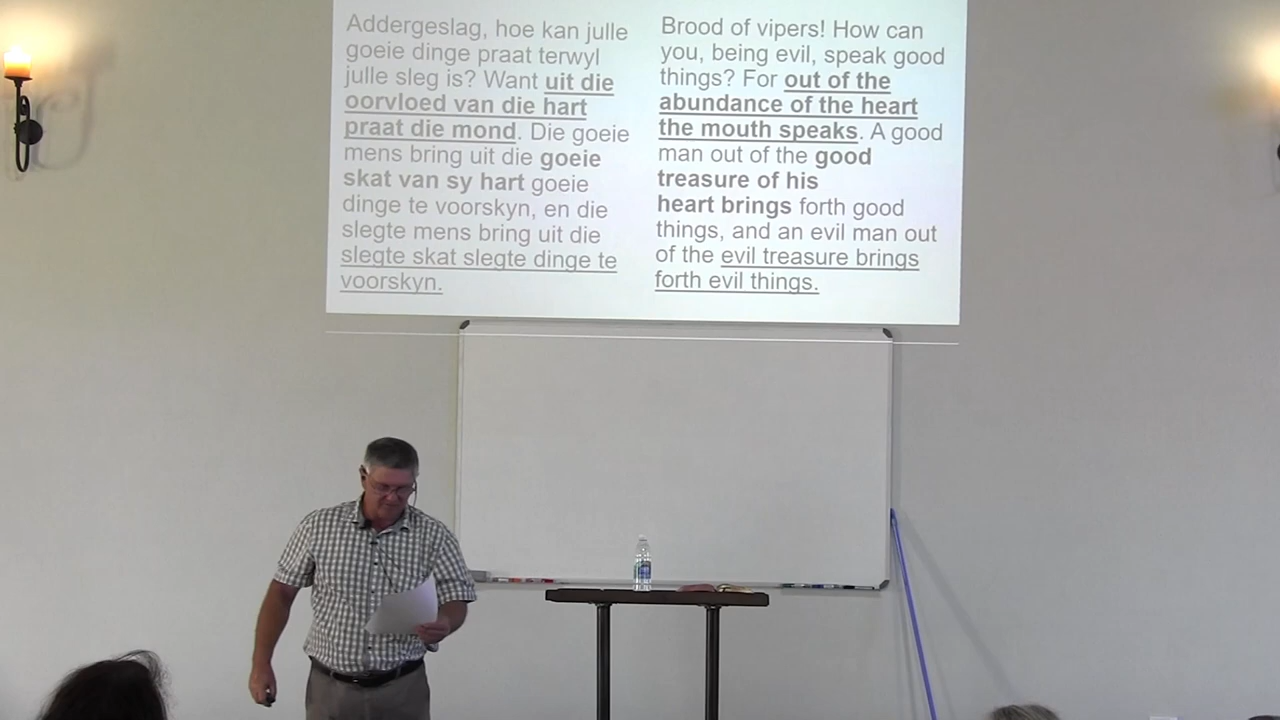 Addergeslag, hoe kan julle
goeie dinge praat terwyl
julle sleg is? Want uit die
oorvloed van die hart
praat die mond. Die goeie
mens bring uit die goeie
skat van sy hart goeie
dinge te voorskyn, en die
slegte mens bring uit die
slegte skat slegte dinge te
voorskyn.
Brood of vipers! How can
you, being evil, speak good
things? For out of the
abundance of the heart
the mouth speaks. A good
man out of the good
treasure of his
heart brings forth good
things, and an evil man out
of the evil treasure brings
forth evil things.